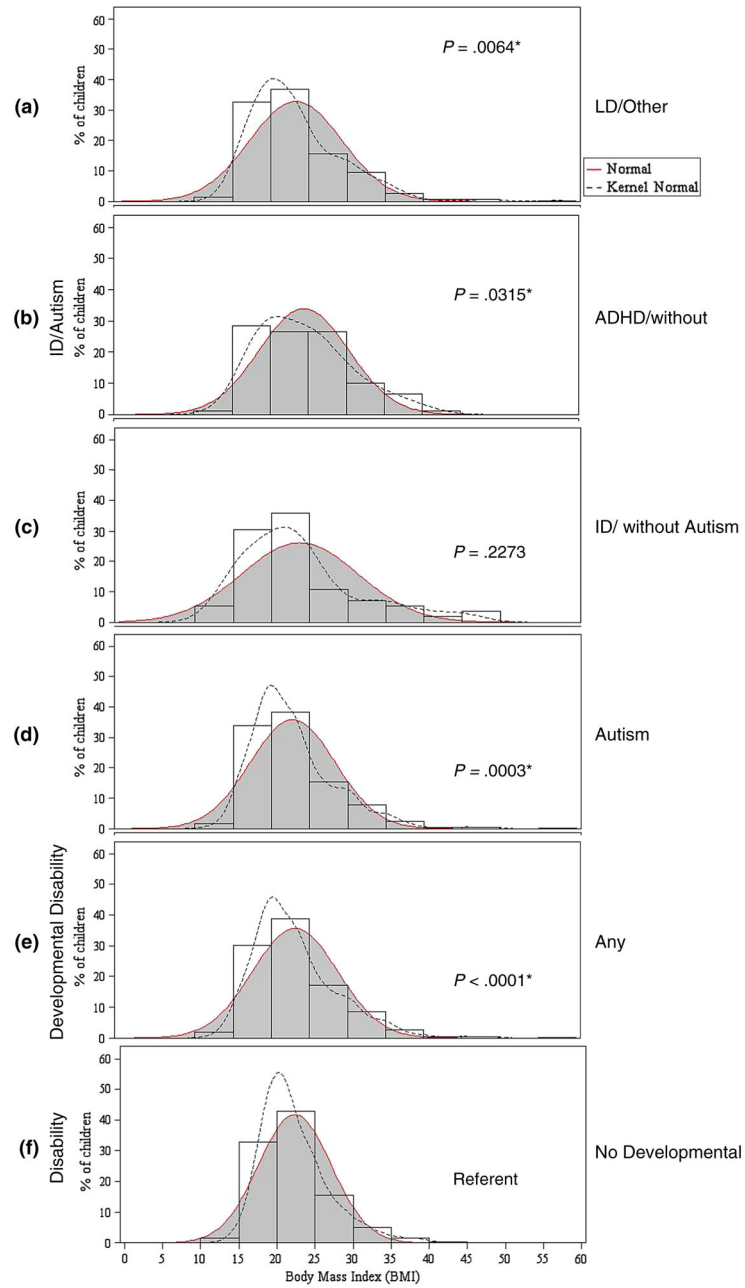 60
50
40
30
20
10
0
% of children
(a)
P = .0064*
LD/Other
Normal
Kernel Normal
60
50
40
30
20
10
0
ID/Autism
% of children
(b)
P = .0315*
ADHD/without
60
50
40
30
20
10
0
% of children
(c)
P = .2273
ID/ without Autism
60
50
40
30
20
10
0
% of children
(d)
P = .0003*
Autism
60
50
40
30
20
10
0
Developmental Disability
% of children
(e)
P < .0001*
Any
60
50
40
30
20
10
0
Disability
% of children
(f)
Referent
No Developmental
0 5 10 15 20 25 30 35 40 45 50 55 60
Body Mass Index (BMI)